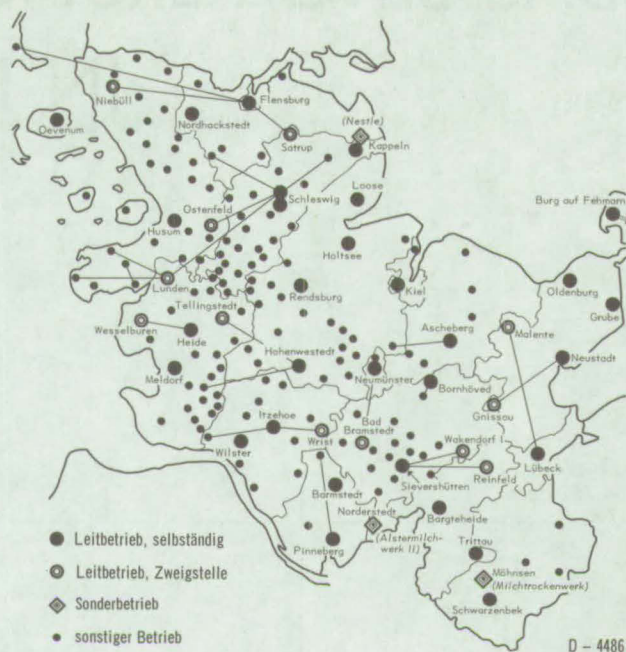 Niebüll
Flensburg
Oevenum
Nordhackstedt
Satrup
(Nestle)
Kappeln
Schleswig
Loose
Ostenfeld
Husum
Burg auf Fehmarn
Holtsee
Lunden
Rendsburg
Kiel
Oldenburg
Grube
Tellingstedt
Wesselburen
Heide
Ascheberg
Malente
Hohenwestedt
Neumünster
Neustadt
Meldorf
Bornhöved
Gnissau
Itzehoe
Bad
Bramstedt
Wrist
Wilster
Wakendorf I
Lübeck
Sievershütten
Reinfeld
Barmstedt
Norderstedt
Bargteheide
(Alstermilch-
werk II)
Pinneberg
Trittau
Möhnsen
(Milchtrockenwerk)
Schwarzenbek
Leitbetrieb, selbständig
Leitbetrieb, Zweigstelle
Sonderbetrieb
sonstiger Betrieb
D – 4486